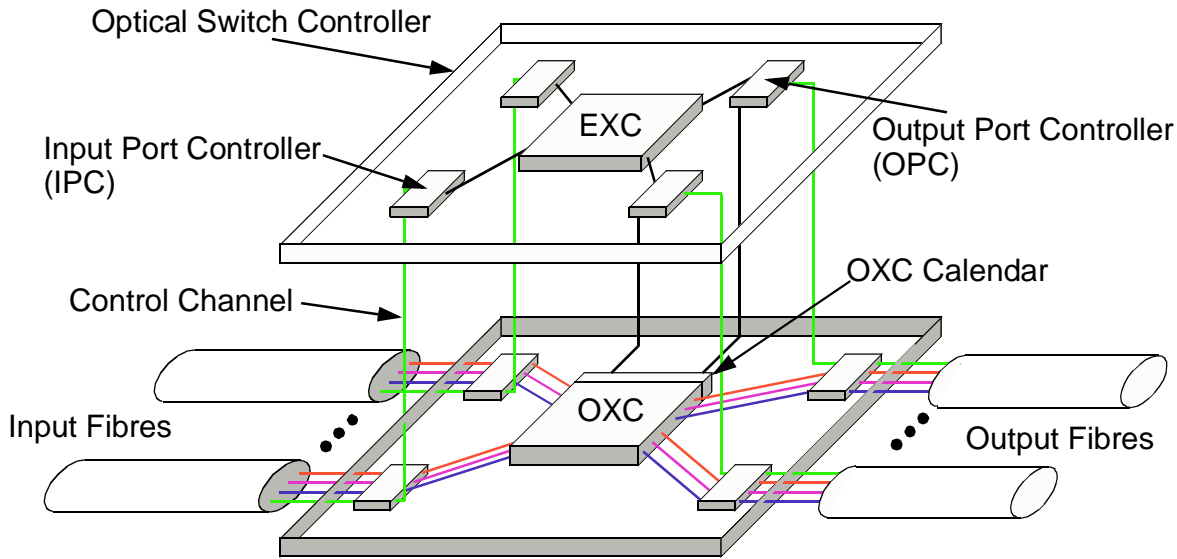 Optical Switch Controller
EXC
Input Port Controller
(IPC)
Output Port Controller
(OPC)
OXC Calendar
Control Channel
OXC
Input Fibres
Output Fibres